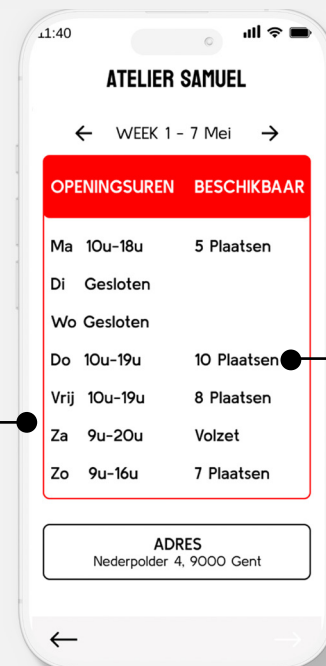 11:40
ATELIER SAMUEL
← WEEK 1 - 7 Mei →
OPENINGSUREN BESCHIKBAAR
Ma 10u-18u 5 Plaatsen
Di Gesloten
Wo Gesloten
Do 10u-19u 10 Plaatsen
Vrij 10u-19u 8 Plaatsen
Za 9u-20u Volzet
Zo 9u-16u 7 Plaatsen
ADRES
Nederpolder 4, 9000 Gent